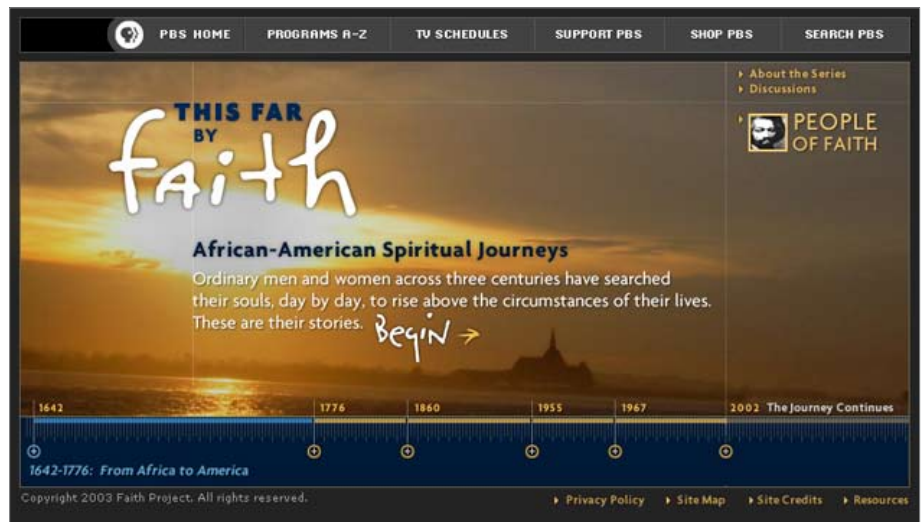 PBS HOME PROGRAMS A-Z TV SCHEDULES SUPPORT PBS SHOP PBS SEARCH PBS
About the Series
Discussions
PEOPLE
OF FAITH
THIS FAR
BY
faith
African-American Spiritual Journeys
Ordinary men and women across three centuries have searched
their souls, day by day, to rise above the circumstances of their lives.
These are their stories. Begin
1642 1776 1860 1955 1967 2002 The Journey Continues
1642-1776: From Africa to America
Copyright 2003 Faith Project. All rights reserved. Privacy Policy Site Map Site Credits Resources